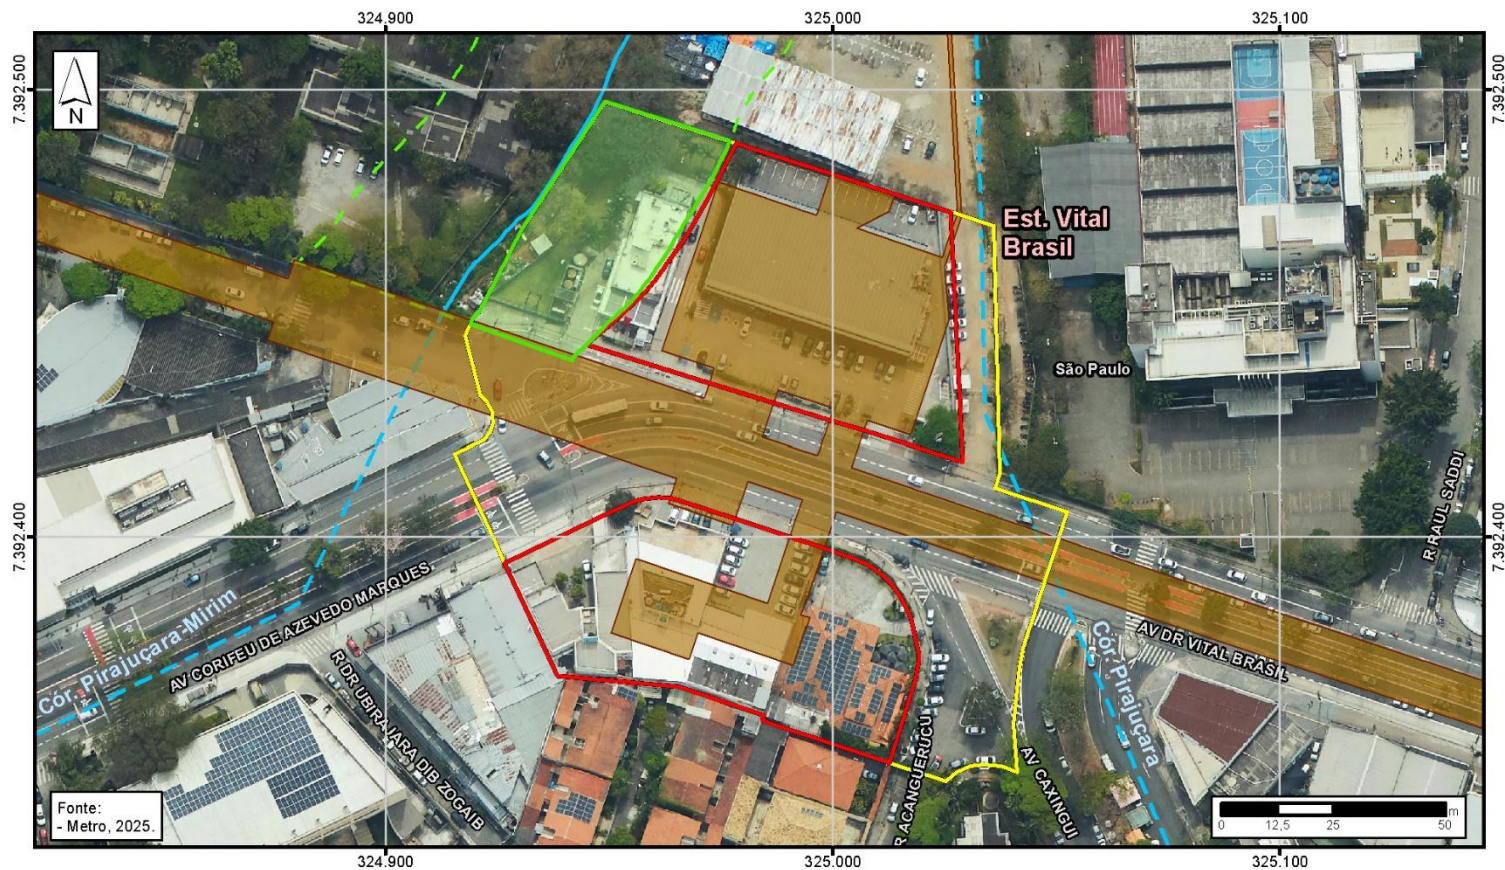 324.900
325.000
325.100
7.392.500
7.392.500
N
Est. Vital
Brasil
São Paulo
R RAUL SADDI
7.392.400
7.392.400
AV CORIFEU DE AZEVEDO MARQUES
Cór. Pirajuçara-Mirim
R DR UBIRAJARA DIB ZOGAIB
AV DR VITAL BRASIL
Cór. Pirajuçara
R ACANGUERUCU
AV CAXINGUI
Fonte:
- Metro, 2025.
0 12,5 25 50 m
324.900
325.000
325.100